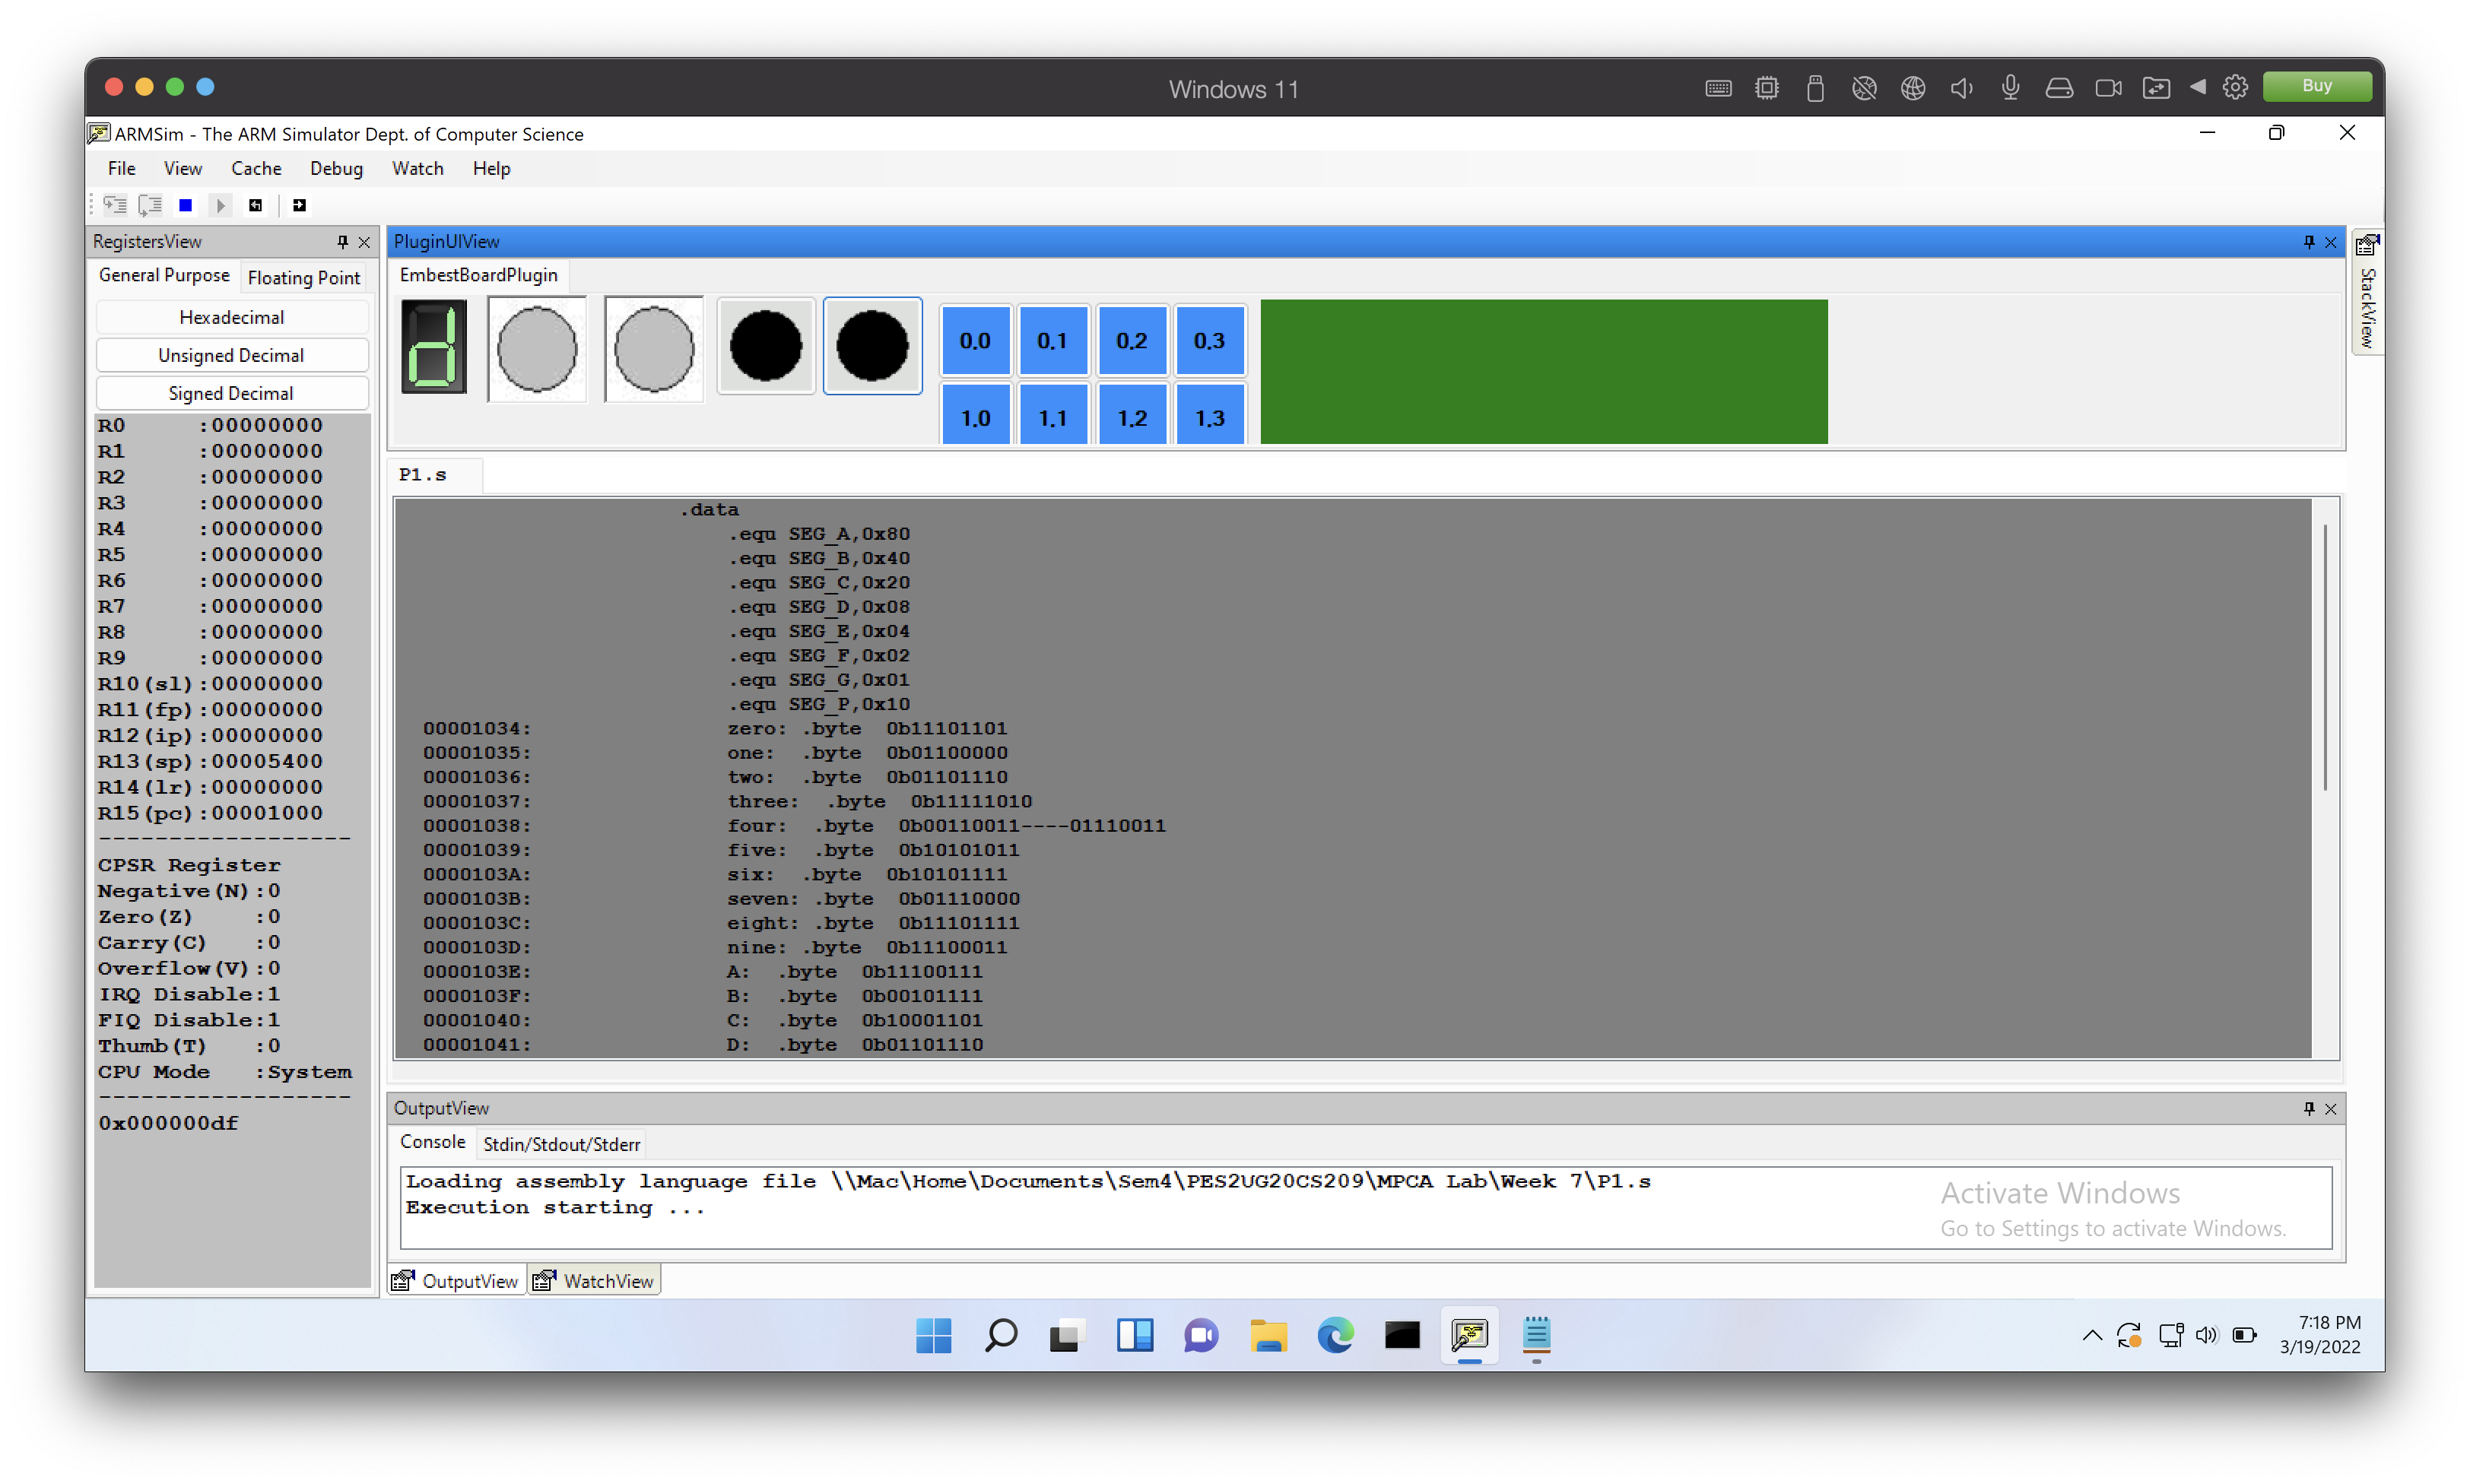 Windows 11
Buy
ARMSim - The ARM Simulator Dept. of Computer Science
File View Cache Debug Watch Help
RegistersView
General Purpose Floating Point
Hexadecimal
Unsigned Decimal
Signed Decimal
R0 :00000000
R1 :00000000
R2 :00000000
R3 :00000000
R4 :00000000
R5 :00000000
R6 :00000000
R7 :00000000
R8 :00000000
R9 :00000000
R10(sl):00000000
R11(fp):00000000
R12(ip):00000000
R13(sp):00005400
R14(lr):00000000
R15(pc):00001000
-------------------
CPSR Register
Negative(N):0
Zero(Z) :0
Carry(C) :0
Overflow(V):0
IRQ Disable:1
FIQ Disable:1
Thumb(T) :0
CPU Mode :System
-------------------
0x000000df
PluginUIView
EmbestBoardPlugin
d
0.0 0.1 0.2 0.3
1.0 1.1 1.2 1.3
StackView
P1.s
.data
.equ SEG_A,0x80
.equ SEG_B,0x40
.equ SEG_C,0x20
.equ SEG_D,0x08
.equ SEG_E,0x04
.equ SEG_F,0x02
.equ SEG_G,0x01
.equ SEG_P,0x10
00001034: zero: .byte 0b11101101
00001035: one: .byte 0b01100000
00001036: two: .byte 0b01101110
00001037: three: .byte 0b11111010
00001038: four: .byte 0b00110011----01110011
00001039: five: .byte 0b10101011
0000103A: six: .byte 0b10101111
0000103B: seven: .byte 0b01110000
0000103C: eight: .byte 0b11101111
0000103D: nine: .byte 0b11100011
0000103E: A: .byte 0b11100111
0000103F: B: .byte 0b00101111
00001040: C: .byte 0b10001101
00001041: D: .byte 0b01101110
OutputView
Console Stdin/Stdout/Stderr
Loading assembly language file \\Mac\Home\Documents\Sem4\PES2UG20CS209\MPCA Lab\Week 7\P1.s
Execution starting ...
Activate Windows
Go to Settings to activate Windows.
OutputView WatchView
7:18 PM
3/19/2022